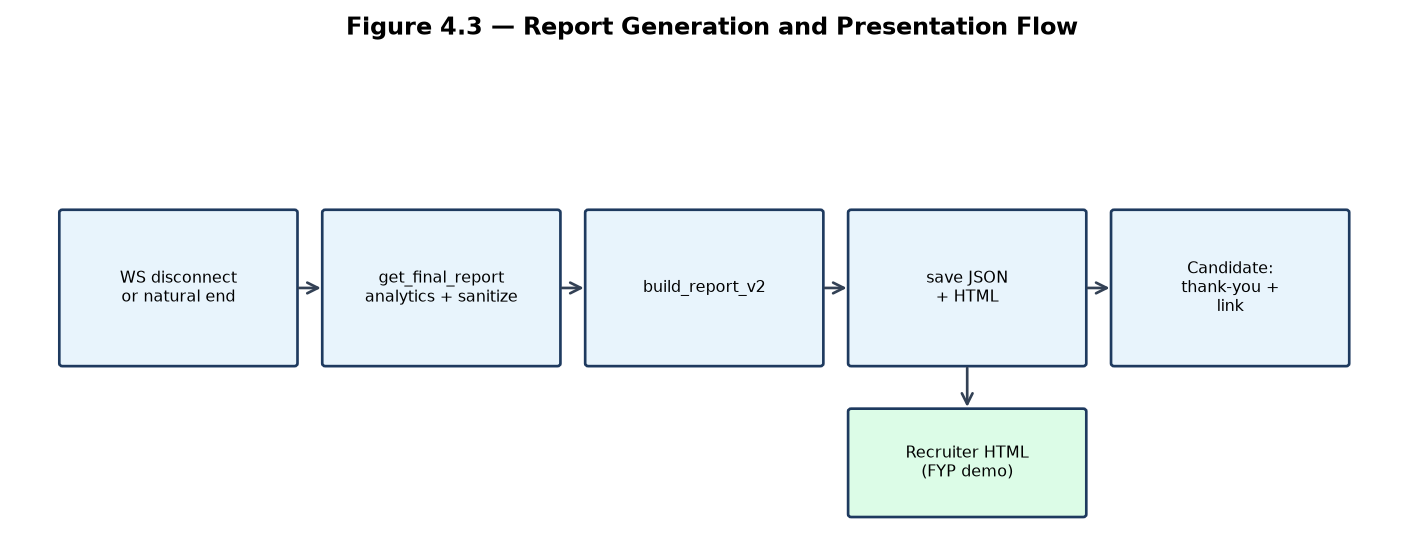 Figure 4.3 — Report Generation and Presentation Flow
WS disconnect
or natural end
get_final_report
analytics + sanitize
build_report_v2
save JSON
+ HTML
Candidate:
thank-you +
link
Recruiter HTML
(FYP demo)